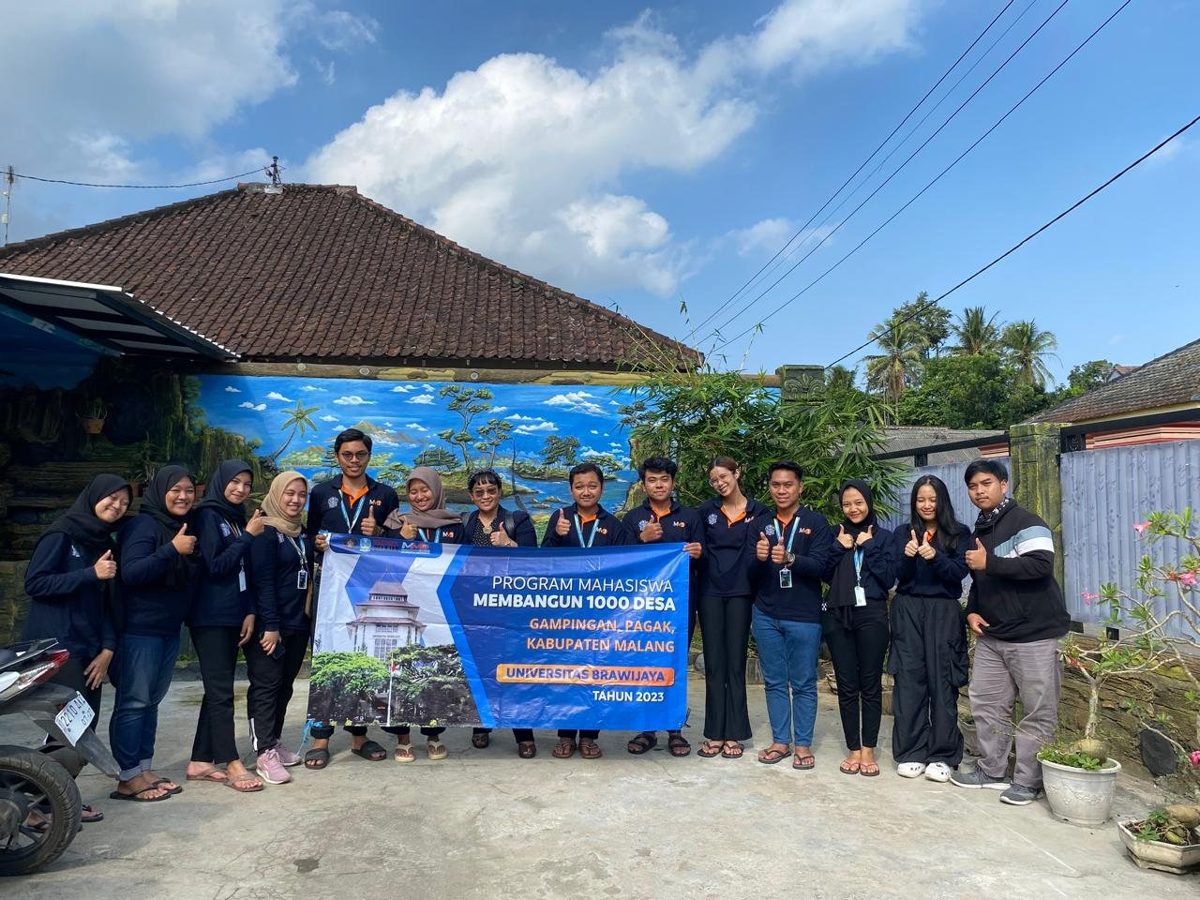 PROGRAM MAHASISWA
MEMBANGUN 1000 DESA
GAMPINGAN, PAGAK,
KABUPATEN MALANG
UNIVERSITAS BRAWIJAYA
TAHUN 2023